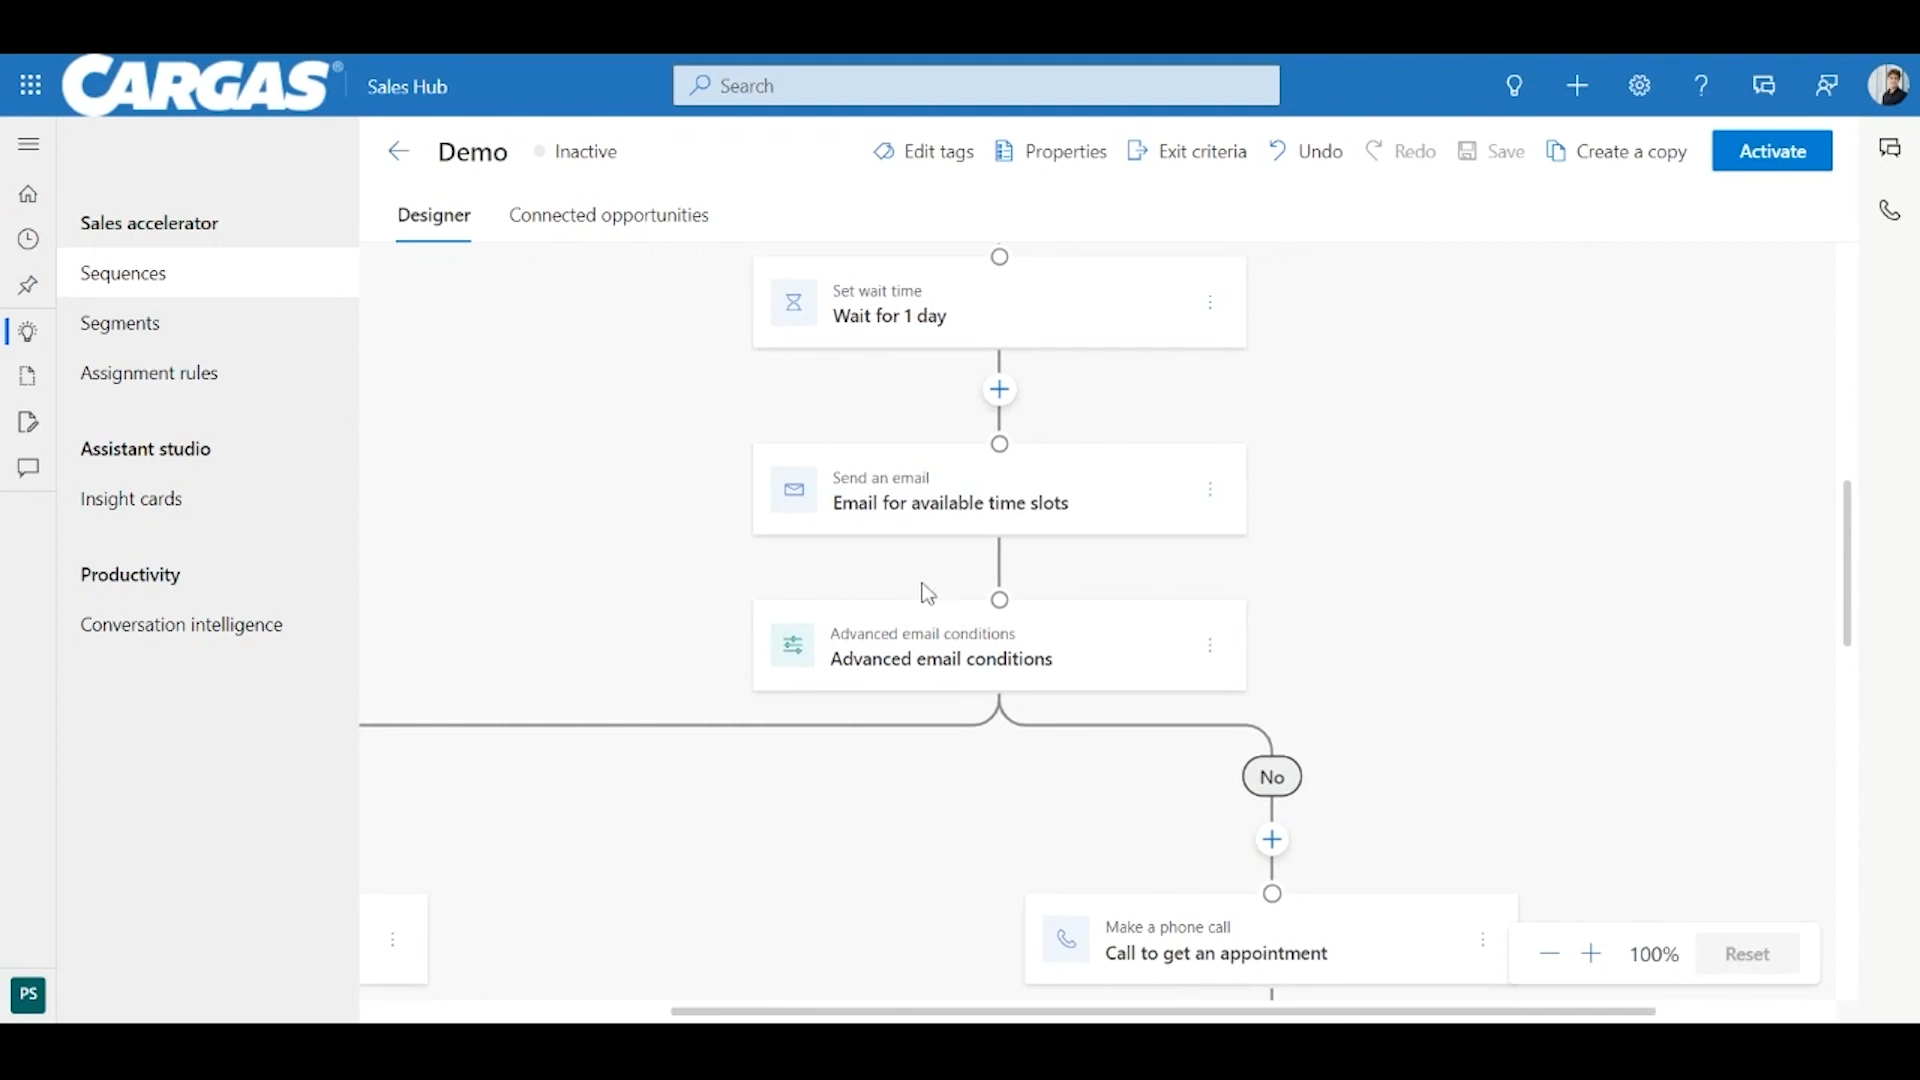 CARGAS®
Sales Hub
Search
Demo
Inactive
Edit tags
Properties
Exit criteria
Undo
Redo
Save
Create a copy
Activate
Designer
Connected opportunities
Sales accelerator
Sequences
Segments
Assignment rules
Assistant studio
Insight cards
Productivity
Conversation intelligence
PS
Set wait time
Wait for 1 day
Send an email
Email for available time slots
Advanced email conditions
Advanced email conditions
No
Make a phone call
Call to get an appointment
100%
Reset